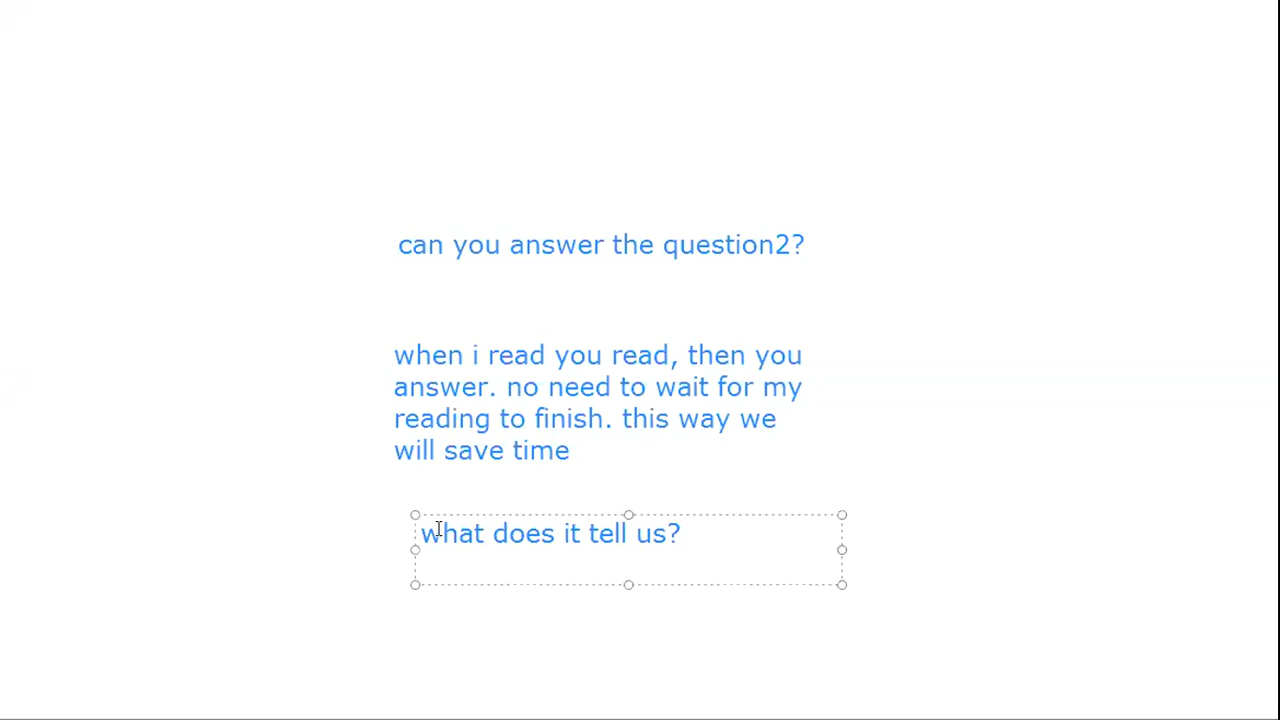 can you answer the question2?
when i read you read, then you
answer. no need to wait for my
reading to finish. this way we
will save time
what does it tell us?